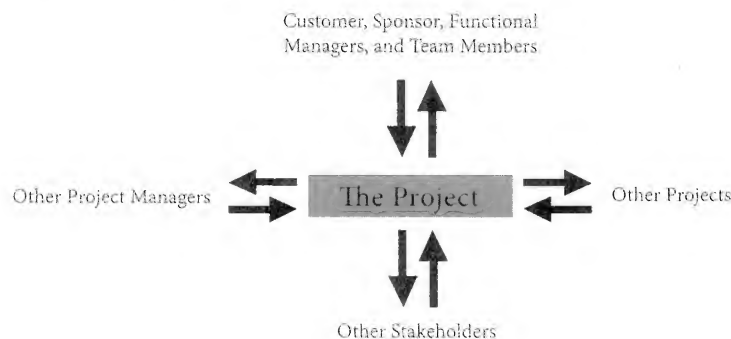 Customer, Sponsor, Functional
Managers, and Team Members
Other Project Managers
The Project
Other Projects
Other Stakeholders